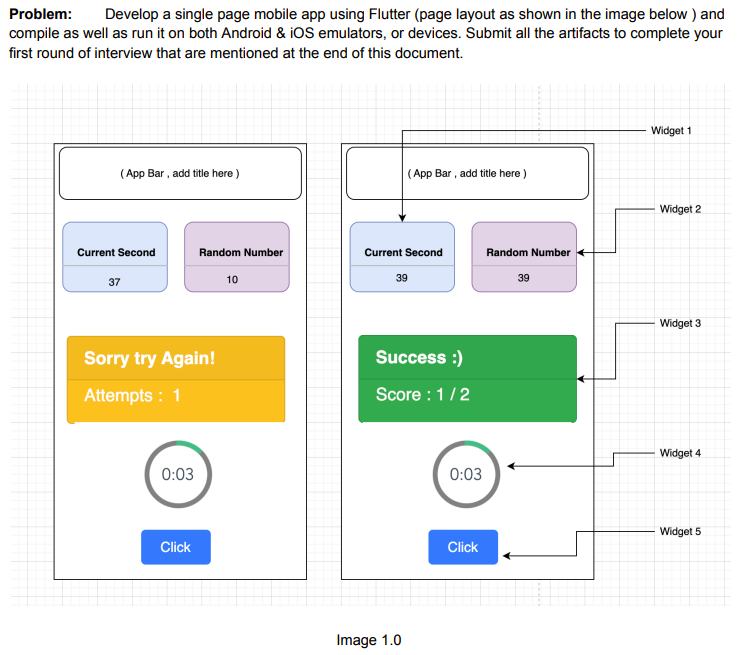 Problem: Develop a single page mobile app using Flutter (page layout as shown in the image below ) and
compile as well as run it on both Android & iOS emulators, or devices. Submit all the artifacts to complete your
first round of interview that are mentioned at the end of this document.
Widget 1
( App Bar , add title here )
( App Bar , add title here )
Widget 2
Current Second
Random Number
Current Second
Random Number
37
10
39
39
Widget 3
Sorry try Again!
Attempts : 1
Success :)
Score : 1 / 2
Widget 4
0:03
0:03
Widget 5
Click
Click
Image 1.0